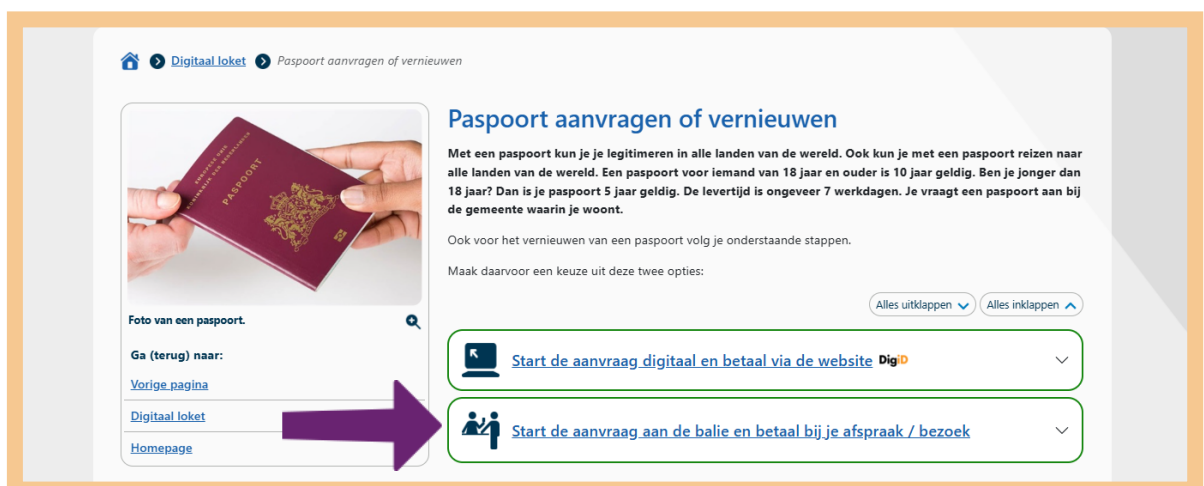 Digitaal loket Paspoort aanvragen of vernieuwen
EUROPESE UNIE
KONINKRIJK DER NEDERLANDEN
PASPOORT
Foto van een paspoort.
Ga (terug) naar:
Vorige pagina
Digitaal loket
Homepage
Paspoort aanvragen of vernieuwen
Met een paspoort kun je je legitimeren in alle landen van de wereld. Ook kun je met een paspoort reizen naar
alle landen van de wereld. Een paspoort voor iemand van 18 jaar en ouder is 10 jaar geldig. Ben je jonger dan
18 jaar? Dan is je paspoort 5 jaar geldig. De levertijd is ongeveer 7 werkdagen. Je vraagt een paspoort aan bij
de gemeente waarin je woont.
Ook voor het vernieuwen van een paspoort volg je onderstaande stappen.
Maak daarvoor een keuze uit deze twee opties:
Alles uitklappen Alles inklappen
Start de aanvraag digitaal en betaal via de website DigiD
Start de aanvraag aan de balie en betaal bij je afspraak / bezoek